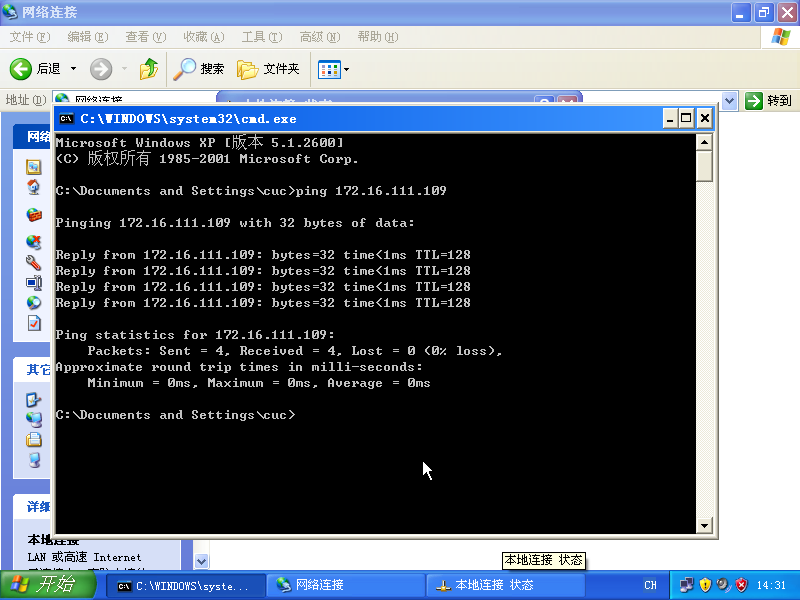 网络连接
文件(F) 编辑(E) 查看(V) 收藏(A) 工具(T) 高级(N) 帮助(H)
后退 搜索 文件夹
地址(D) 网络连接 转到
C:\WINDOWS\system32\cmd.exe
Microsoft Windows XP [版本 5.1.2600]
(C) 版权所有 1985-2001 Microsoft Corp.
C:\Documents and Settings\cuc>ping 172.16.111.109
Pinging 172.16.111.109 with 32 bytes of data:
Reply from 172.16.111.109: bytes=32 time<1ms TTL=128
Reply from 172.16.111.109: bytes=32 time<1ms TTL=128
Reply from 172.16.111.109: bytes=32 time<1ms TTL=128
Reply from 172.16.111.109: bytes=32 time<1ms TTL=128
Ping statistics for 172.16.111.109:
Packets: Sent = 4, Received = 4, Lost = 0 (0% loss),
Approximate round trip times in milli-seconds:
Minimum = 0ms, Maximum = 0ms, Average = 0ms
C:\Documents and Settings\cuc>
网络
其它
详细
本地连接
LAN 或高速 Internet
本地连接 状态
开始 C:\WINDOWS\syste... 网络连接 本地连接 状态 CH 14:31